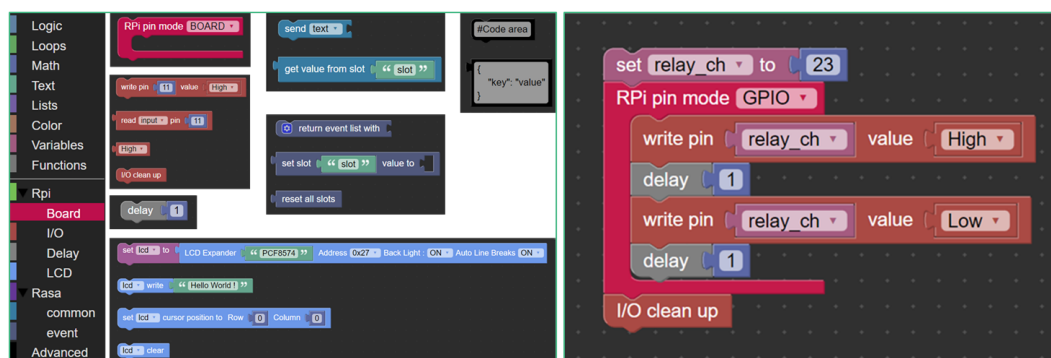 Logic
Loops
Math
Text
Lists
Color
Variables
Functions
Rpi
Board
I/O
Delay
LCD
Rasa
common
event
Advanced
RPi pin mode BOARD
write pin 11 value High
read input pin 11
High
I/O clean up
delay 1
send text
get value from slot “ slot ”
return event list with
set slot “ slot ” value to
reset all slots
#Code area
{
"key": "value"
}
set lcd to LCD Expander “ PCF8574 ” Address 0x27 Back Light : ON Auto Line Breaks ON
lcd write “ Hello World ! ”
set lcd cursor position to Row 0 Column 0
lcd clear
set relay_ch to 23
RPi pin mode GPIO
write pin relay_ch value High
delay 1
write pin relay_ch value Low
delay 1
I/O clean up